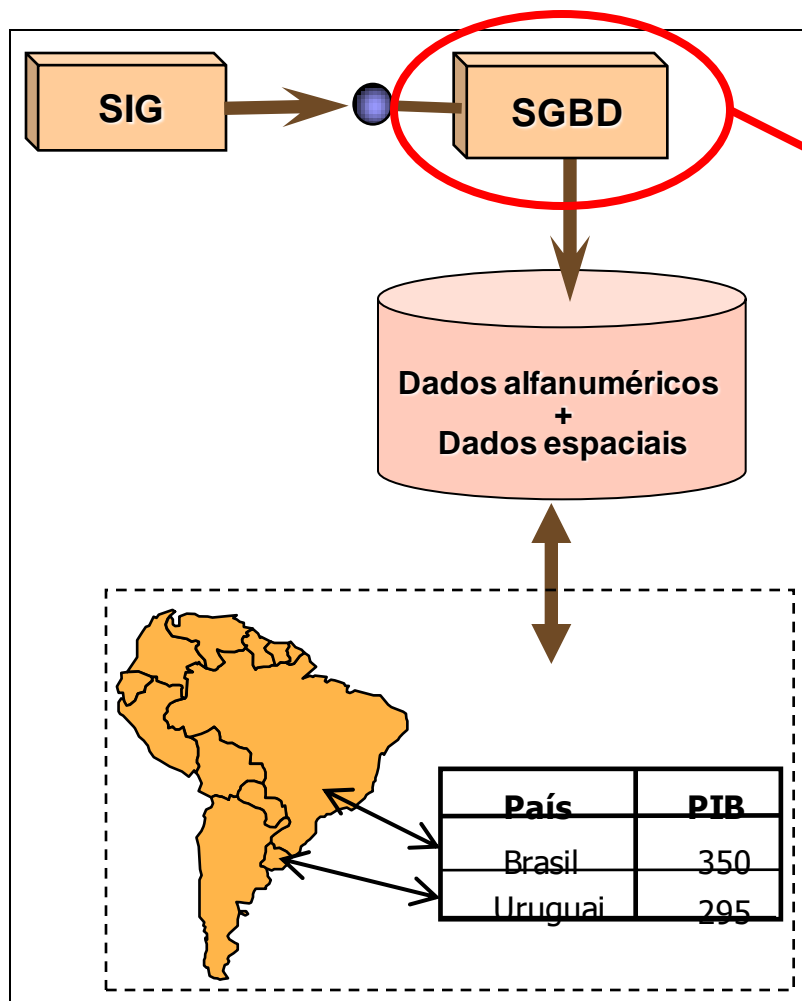 SIG
SGBD
Dados alfanuméricos
+
Dados espaciais
País PIB
Brasil 350
Uruguai 295